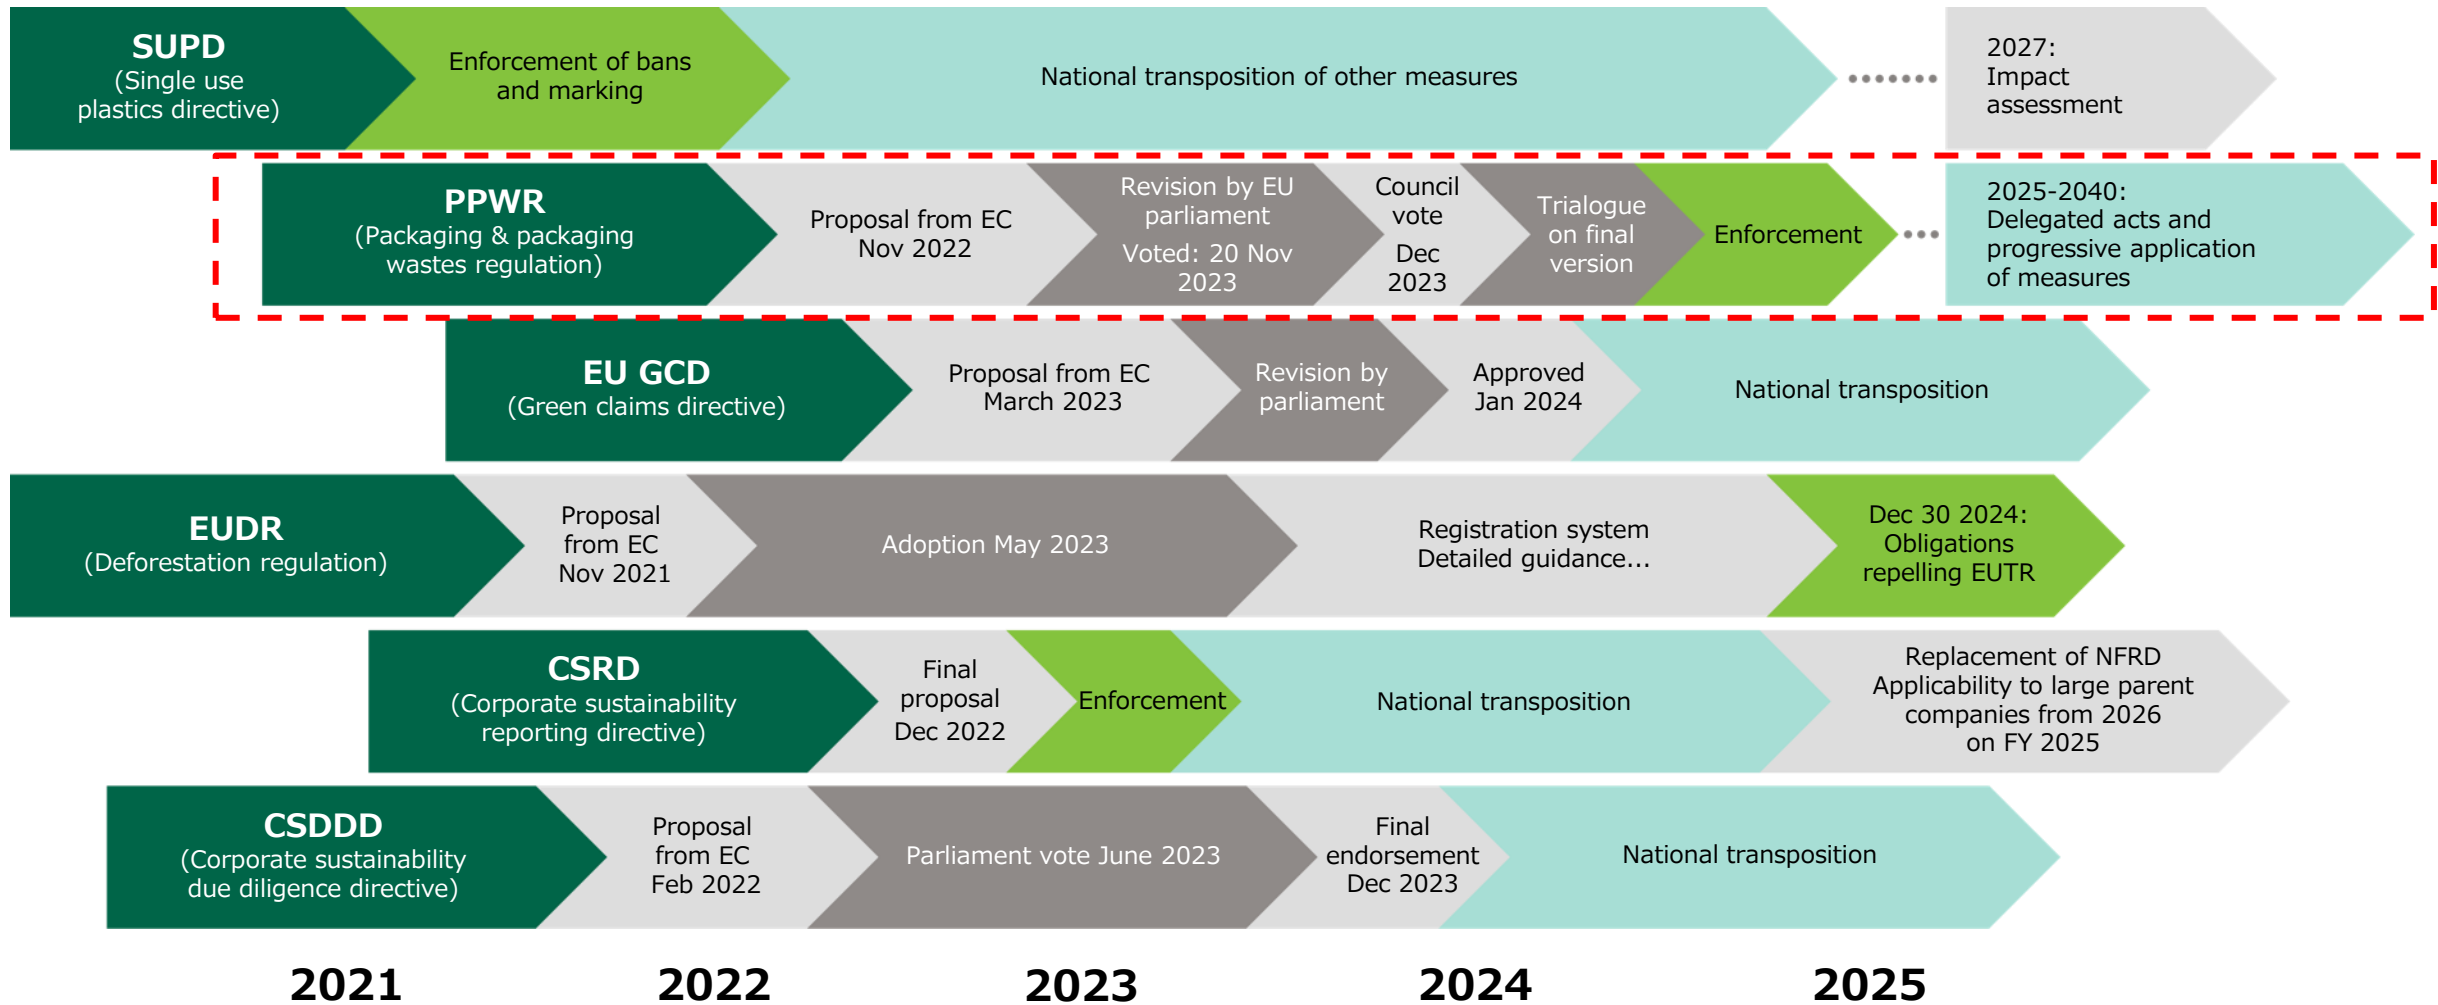 SUPD
(Single use
plastics directive)
Enforcement of bans
and marking
National transposition of other measures
2027:
Impact
assessment
PPWR
(Packaging & packaging
wastes regulation)
Proposal from EC
Nov 2022
Revision by EU
parliament
Voted: 20 Nov
2023
Council
vote
Dec
2023
Trialogue
on final
version
Enforcement
2025-2040:
Delegated acts and
progressive application
of measures
EU GCD
(Green claims directive)
Proposal from EC
March 2023
Revision by
parliament
Approved
Jan 2024
National transposition
EUDR
(Deforestation regulation)
Proposal
from EC
Nov 2021
Adoption May 2023
Registration system
Detailed guidance...
Dec 30 2024:
Obligations
repelling EUTR
CSRD
(Corporate sustainability
reporting directive)
Final
proposal
Dec 2022
Enforcement
National transposition
Replacement of NFRD
Applicability to large parent
companies from 2026
on FY 2025
CSDDD
(Corporate sustainability
due diligence directive)
Proposal
from EC
Feb 2022
Parliament vote June 2023
Final
endorsement
Dec 2023
National transposition
2021
2022
2023
2024
2025